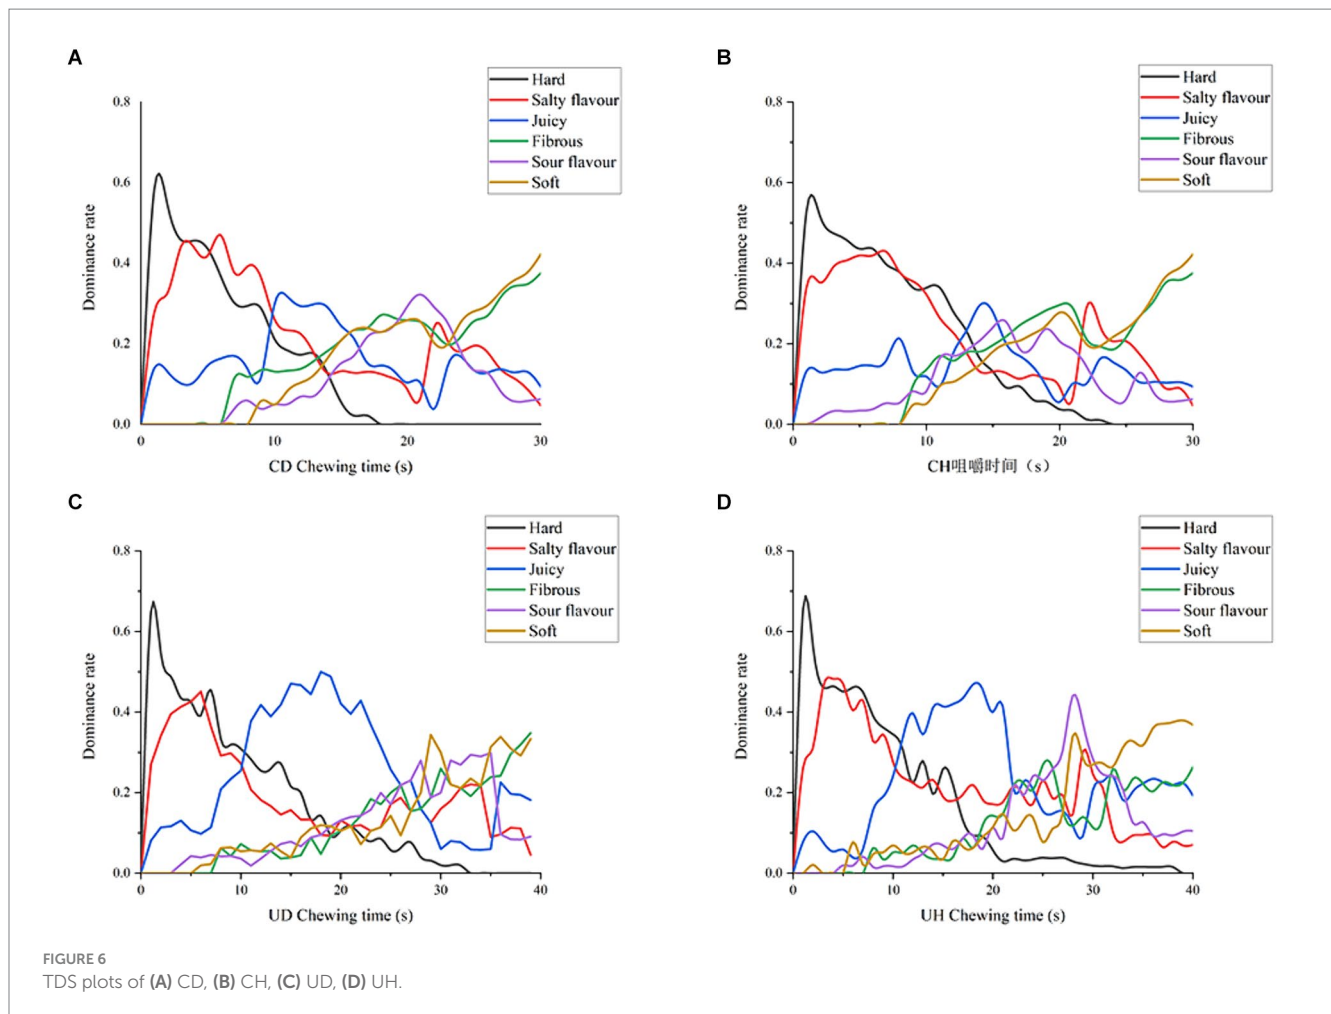 A
Hard
Salty flavour
Juicy
Fibrous
Sour flavour
Soft
0.8
0.6
0.4
0.2
0.0
Dominance rate
0
10
20
30
CD Chewing time (s)
B
Hard
Salty flavour
Juicy
Fibrous
Sour flavour
Soft
0.8
0.6
0.4
0.2
0.0
Dominance rate
0
10
20
30
CH咀嚼时间（s）
C
Hard
Salty flavour
Juicy
Fibrous
Sour flavour
Soft
0.8
0.6
0.4
0.2
0.0
Dominance rate
0
10
20
30
40
UD Chewing time (s)
D
Hard
Salty flavour
Juicy
Fibrous
Sour flavour
Soft
0.8
0.6
0.4
0.2
0.0
Dominance rate
0
10
20
30
40
UH Chewing time (s)
FIGURE 6
TDS plots of (A) CD, (B) CH, (C) UD, (D) UH.